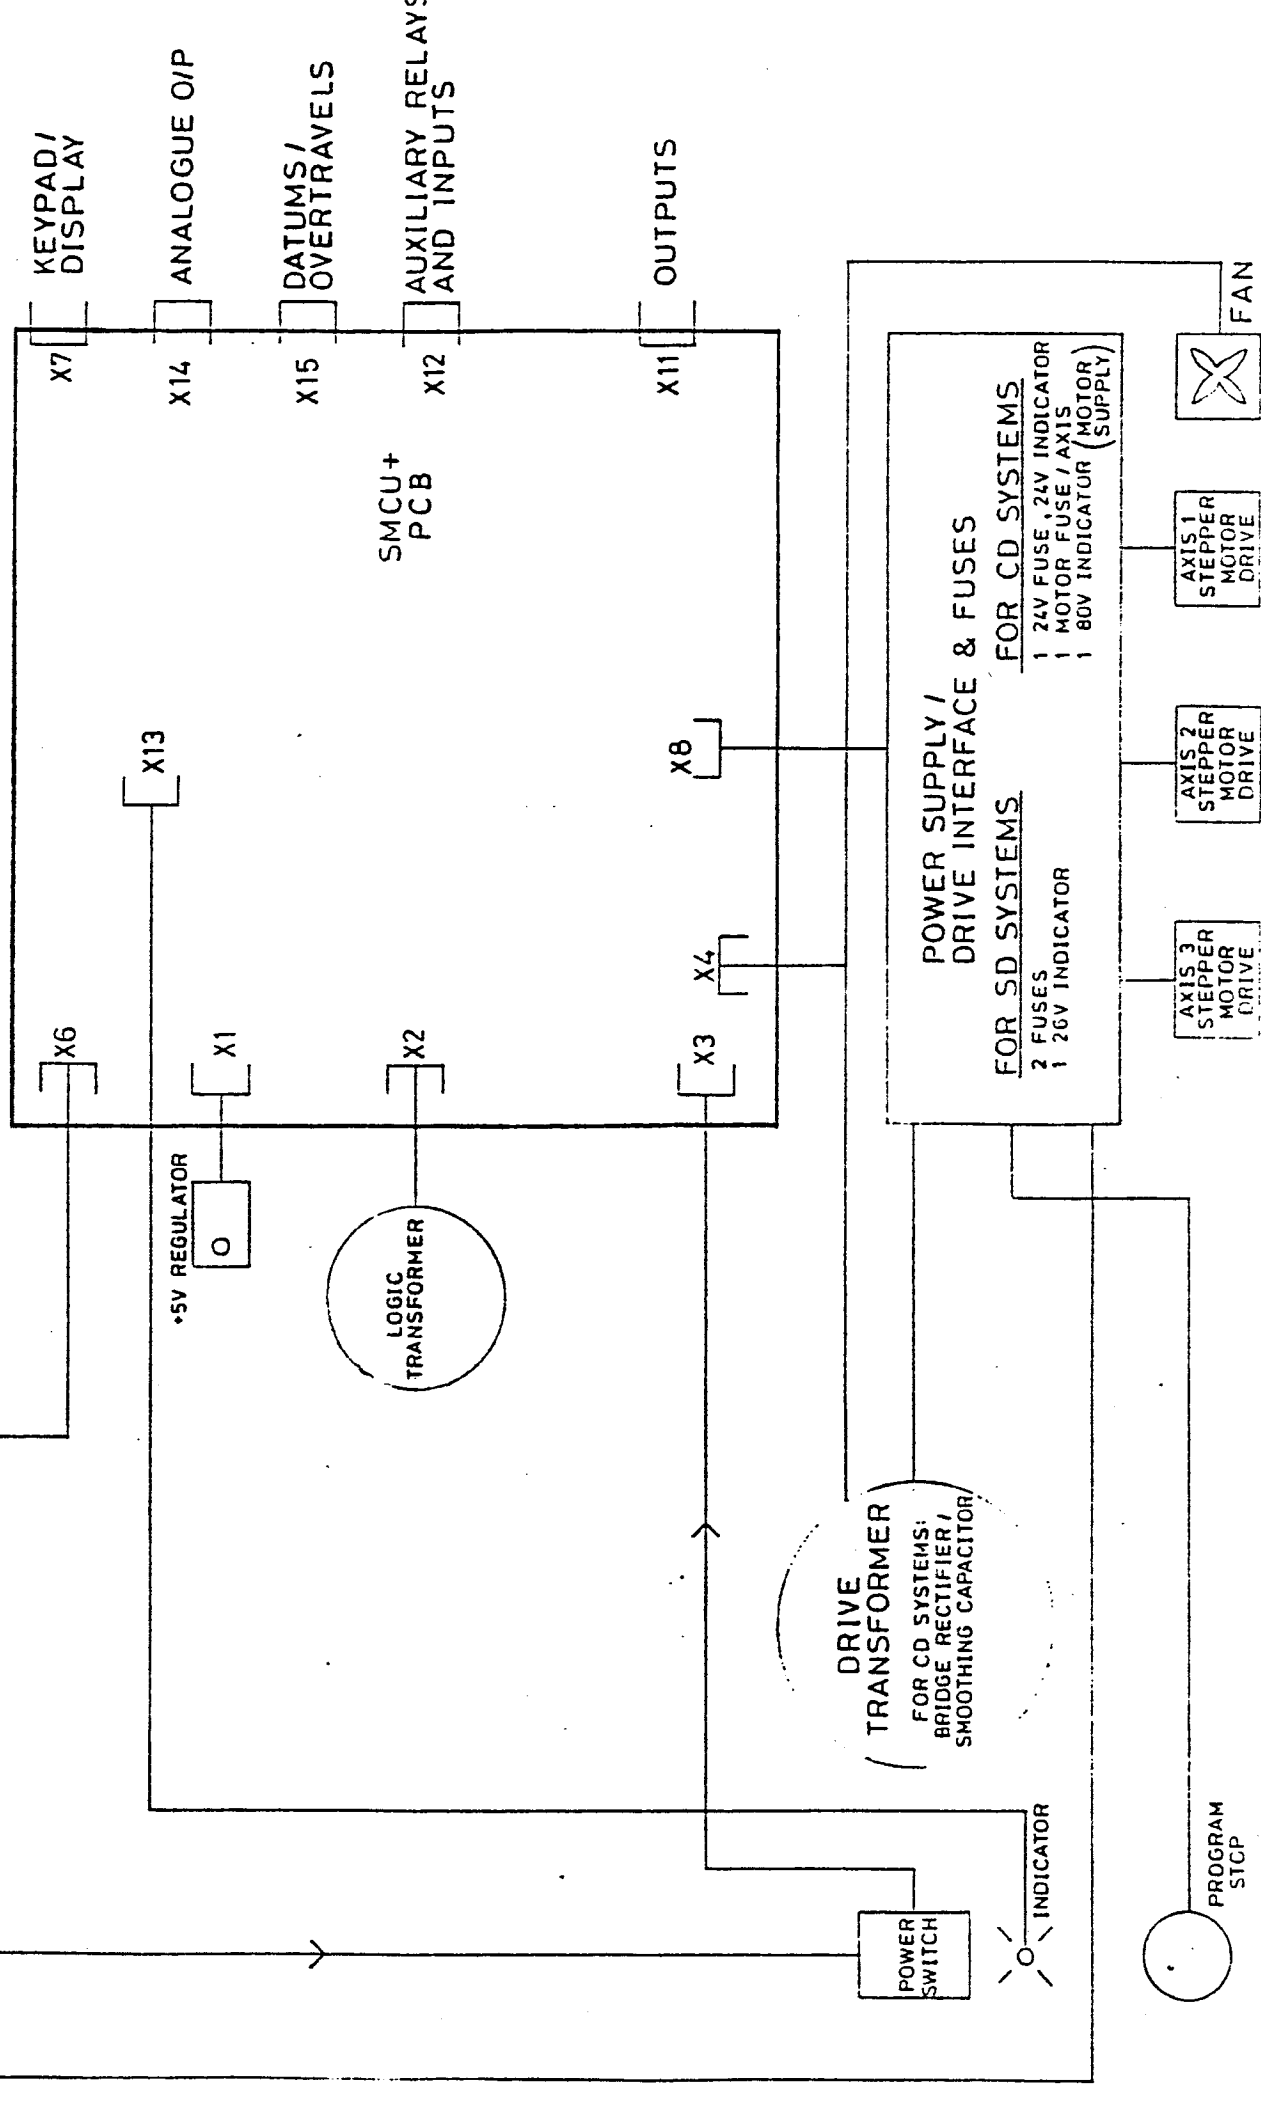 KEYPAD/
DISPLAY
X7
ANALOGUE O/P
X14
DATUMS/
OVERTRAVELS
X15
AUXILIARY RELAYS
AND INPUTS
X12
OUTPUTS
X11
SMCU+
PCB
X13
X6
X1
X2
X3
X4
X8
+5V REGULATOR
LOGIC
TRANSFORMER
DRIVE
TRANSFORMER
FOR CD SYSTEMS:
BRIDGE RECTIFIER/
SMOOTHING CAPACITOR
POWER
SWITCH
INDICATOR
PROGRAM
STOP
POWER SUPPLY/
DRIVE INTERFACE & FUSES
FOR SD SYSTEMS
2 FUSES
1 26V INDICATOR
FOR CD SYSTEMS
1 24V FUSE, 24V INDICATOR
1 MOTOR FUSE / AXIS
1 80V INDICATOR (MOTOR
SUPPLY)
AXIS 3
STEPPER
MOTOR
DRIVE
AXIS 2
STEPPER
MOTOR
DRIVE
AXIS 1
STEPPER
MOTOR
DRIVE
FAN